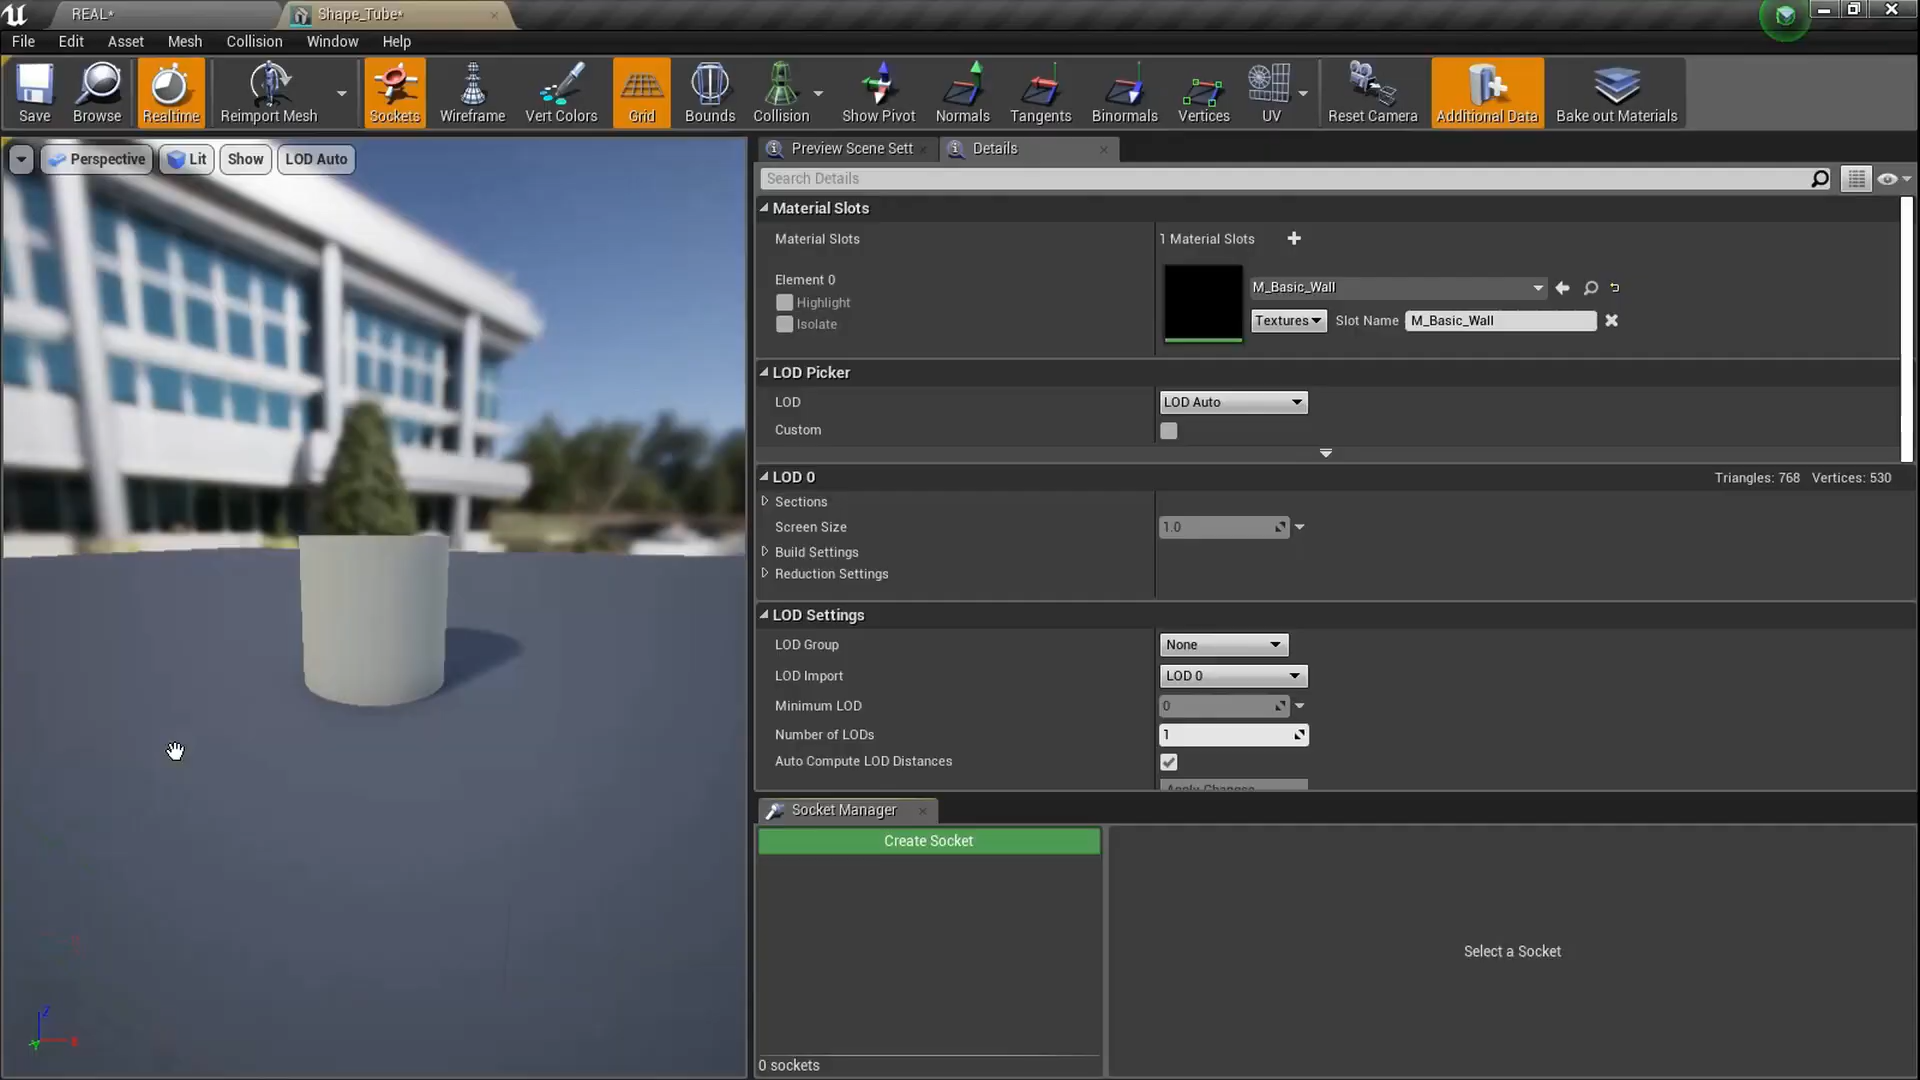 REAL*
Shape_Tube*
File Edit Asset Mesh Collision Window Help
Save Browse Realtime Reimport Mesh Sockets Wireframe Vert Colors Grid Bounds Collision Show Pivot Normals Tangents Binormals Vertices UV Reset Camera Additional Data Bake out Materials
Perspective Lit Show LOD Auto
Preview Scene Sett Details
Search Details
Material Slots
Material Slots 1 Material Slots
Element 0
Highlight
Isolate
M_Basic_Wall
Textures Slot Name M_Basic_Wall
LOD Picker
LOD LOD Auto
Custom
LOD 0 Triangles: 768 Vertices: 530
Sections
Screen Size 1.0
Build Settings
Reduction Settings
LOD Settings
LOD Group None
LOD Import LOD 0
Minimum LOD 0
Number of LODs 1
Auto Compute LOD Distances
Apply Changes
Socket Manager
Create Socket
Select a Socket
0 sockets